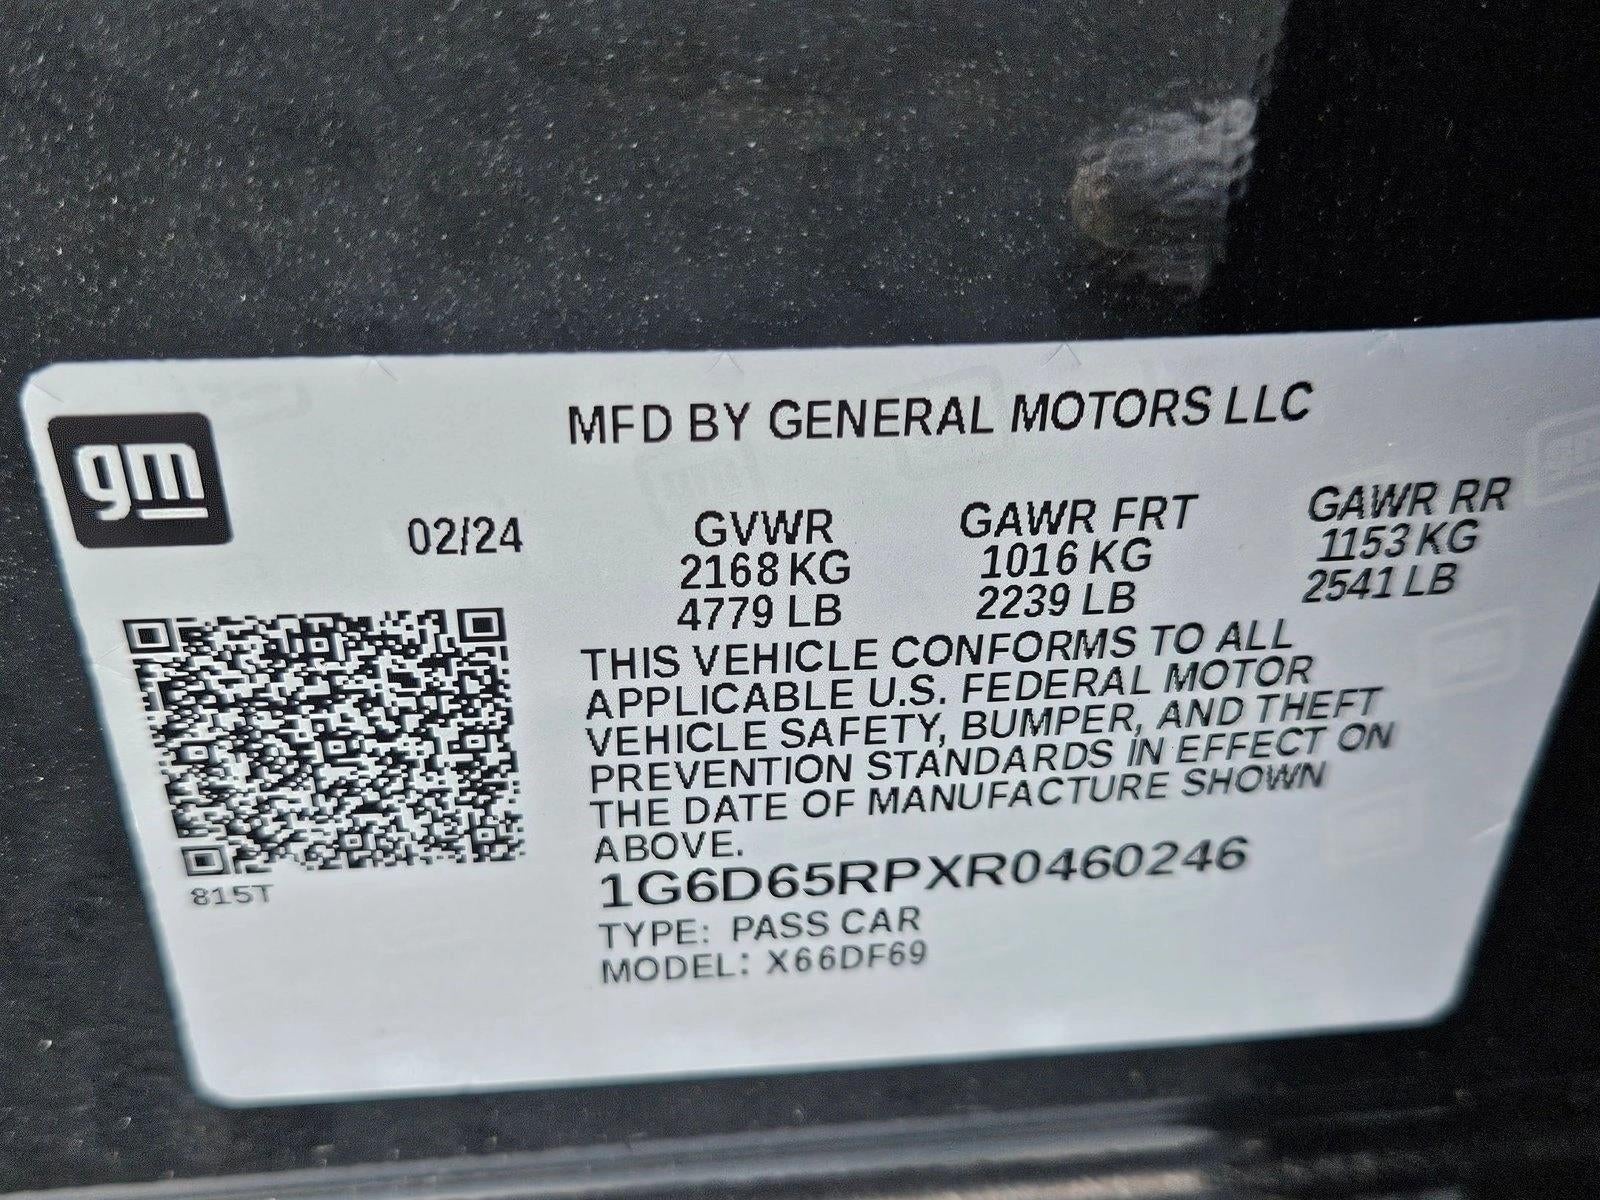 gm
MFD BY GENERAL MOTORS LLC
02/24
GVWR
2168 KG
4779 LB
GAWR FRT
1016 KG
2239 LB
GAWR RR
1153 KG
2541 LB
THIS VEHICLE CONFORMS TO ALL
APPLICABLE U.S. FEDERAL MOTOR
VEHICLE SAFETY, BUMPER, AND THEFT
PREVENTION STANDARDS IN EFFECT ON
THE DATE OF MANUFACTURE SHOWN
ABOVE.
815T
1G6D65RPXR0460246
TYPE: PASS CAR
MODEL: X66DF69